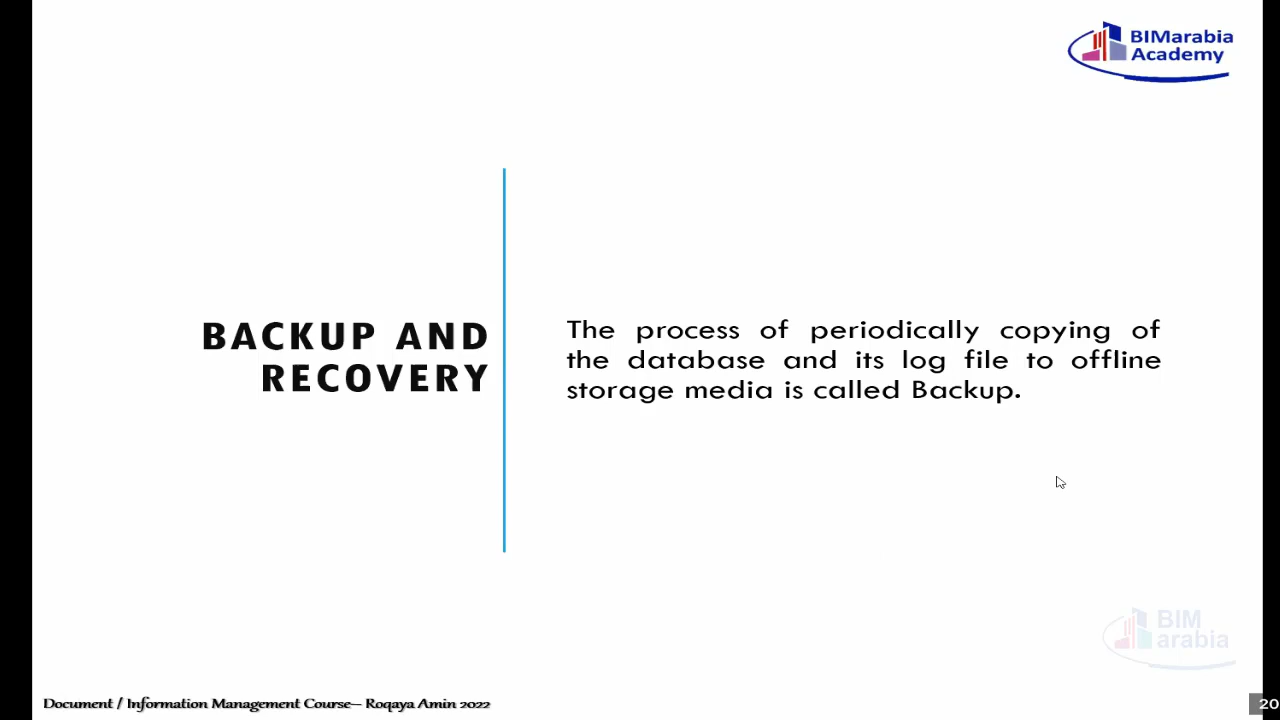 BIMarabia
Academy
BACKUP AND
RECOVERY
The process of periodically copying of
the database and its log file to offline
storage media is called Backup.
BIM
arabia
Document / Information Management Course– Roqaya Amin 2022
20